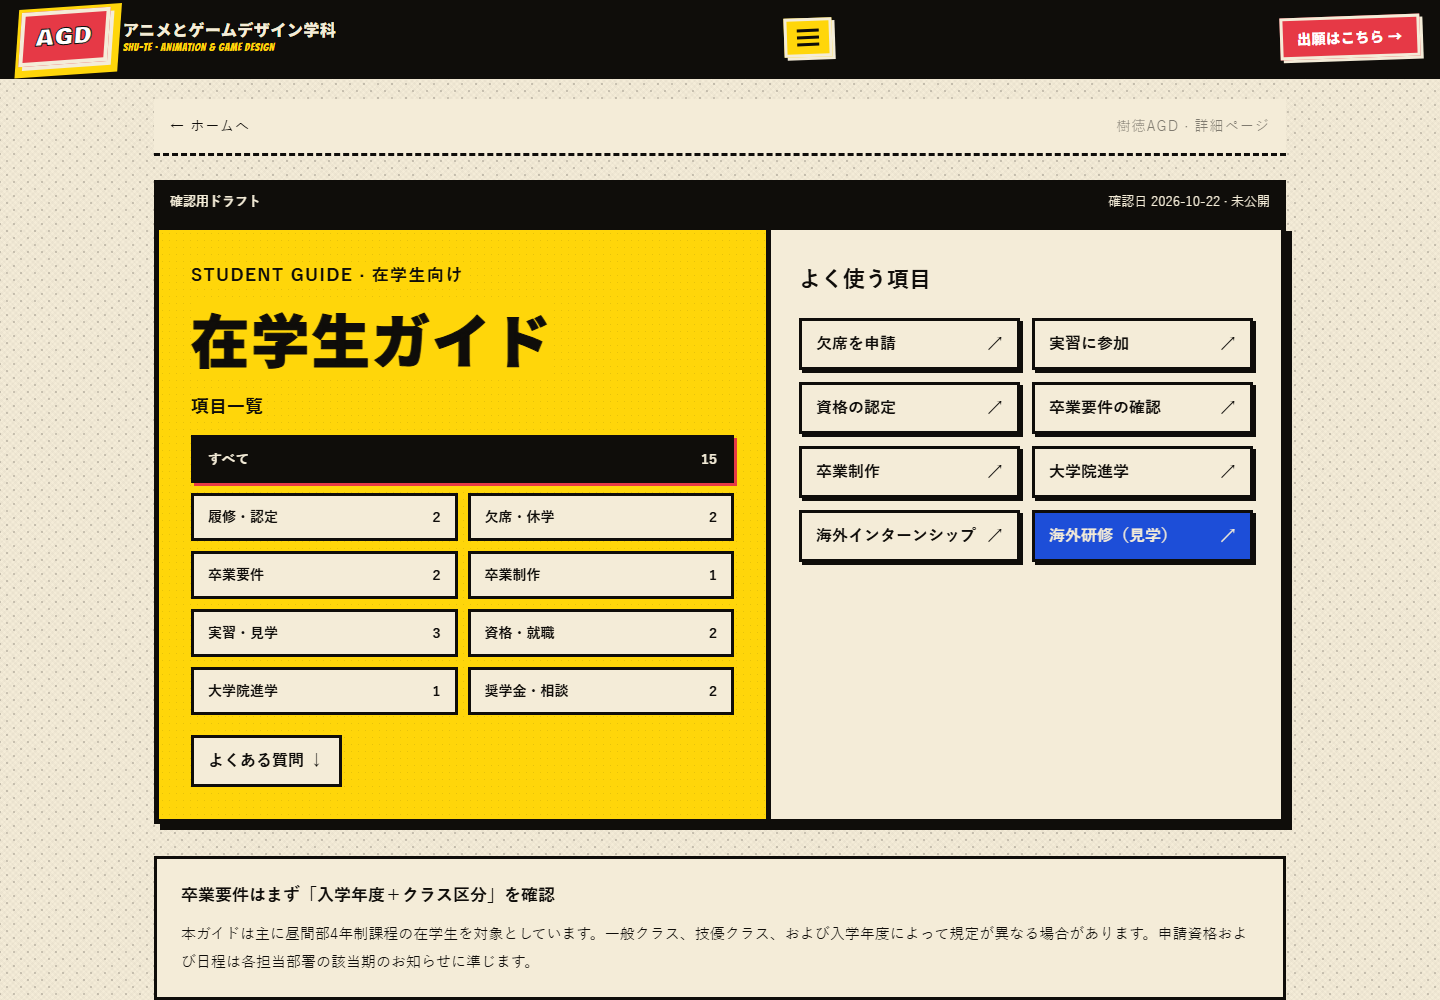 AGD
アニメとゲームデザイン学科
SHU-TE · ANIMATION & GAME DESIGN
出願はこちら →
← ホームへ
樹徳AGD · 詳細ページ
確認用ドラフト
確認日 2026-10-22 · 未公開
STUDENT GUIDE · 在学生向け
在学生ガイド
項目一覧
すべて 15
履修・認定 2
欠席・休学 2
卒業要件 2
卒業制作 1
実習・見学 3
資格・就職 2
大学院進学 1
奨学金・相談 2
よくある質問 ↓
よく使う項目
欠席を申請 ↗
実習に参加 ↗
資格の認定 ↗
卒業要件の確認 ↗
卒業制作 ↗
大学院進学 ↗
海外インターンシップ ↗
海外研修（見学） ↗
卒業要件はまず「入学年度＋クラス区分」を確認
本ガイドは主に昼間部4年制課程の在学生を対象としています。一般クラス、技優クラス、および入学年度によって規定が異なる場合があります。申請資格およ
び日程は各担当部署の該当期のお知らせに準じます。